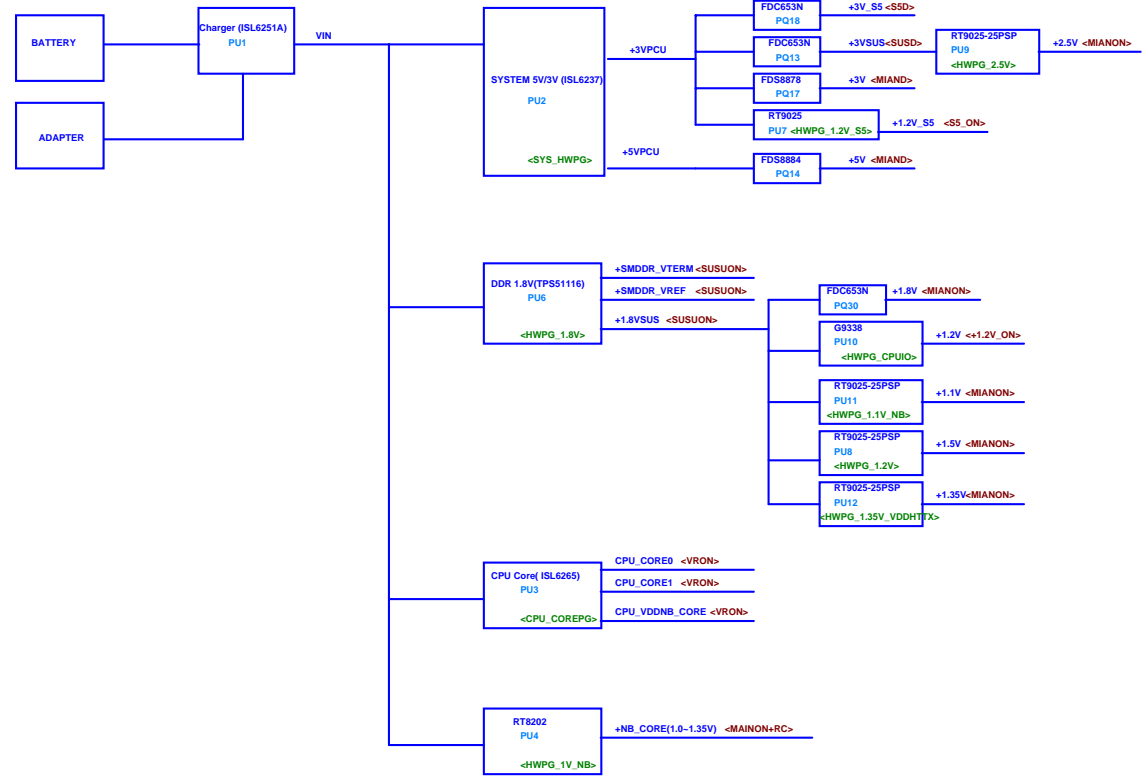 BATTERY
ADAPTER
Charger (ISL6251A)
PU1
VIN
SYSTEM 5V/3V (ISL6237)
PU2
<SYS_HWPG>
+3VPCU
+5VPCU
FDC653N
PQ18
+3V_S5 <S5D>
FDC653N
PQ13
+3VSUS<SUSD>
RT9025-25PSP
PU9
<HWPG_2.5V>
+2.5V <MIANON>
FDS8878
PQ17
+3V <MIAND>
RT9025
PU7 <HWPG_1.2V_S5>
+1.2V_S5 <S5_ON>
FDS8884
PQ14
+5V <MIAND>
DDR 1.8V(TPS51116)
PU6
<HWPG_1.8V>
+SMDDR_VTERM <SUSUON>
+SMDDR_VREF <SUSUON>
+1.8VSUS <SUSUON>
FDC653N
PQ30
+1.8V <MIANON>
G9338
PU10
<HWPG_CPUIO>
+1.2V <+1.2V_ON>
RT9025-25PSP
PU11
<HWPG_1.1V_NB>
+1.1V <MIANON>
RT9025-25PSP
PU8
<HWPG_1.2V>
+1.5V <MIANON>
RT9025-25PSP
PU12
<HWPG_1.35V_VDDHTTX>
+1.35V<MIANON>
CPU Core( ISL6265)
PU3
<CPU_COREPG>
CPU_CORE0 <VRON>
CPU_CORE1 <VRON>
CPU_VDDNB_CORE <VRON>
RT8202
PU4
<HWPG_1V_NB>
+NB_CORE(1.0~1.35V) <MAINON+RC>